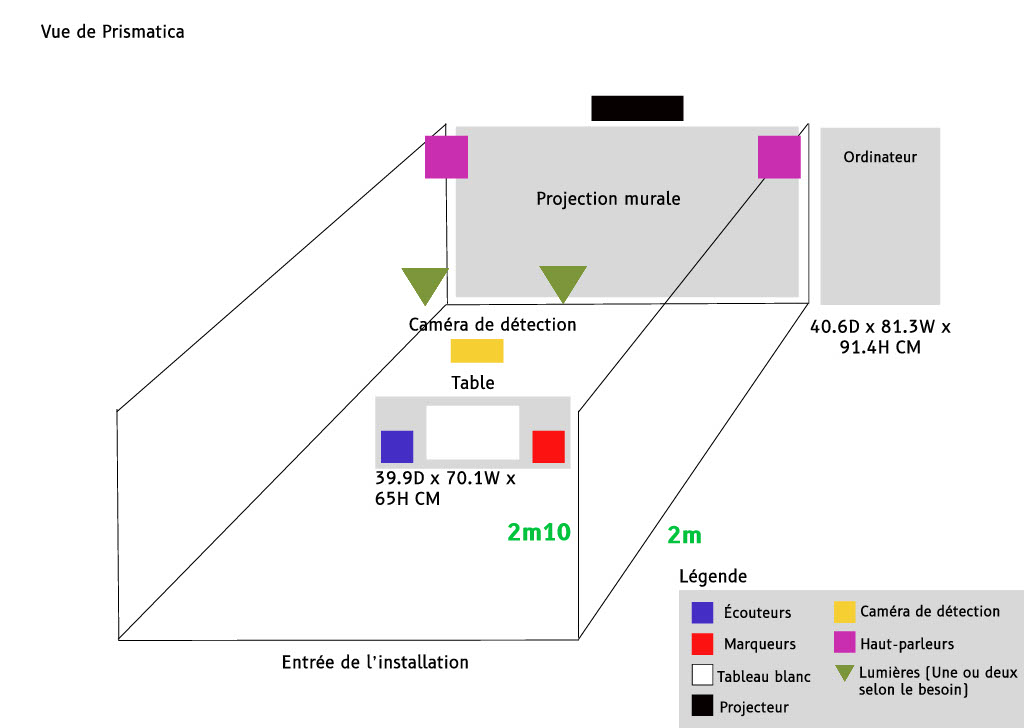 Vue de Prismatica
Ordinateur
Projection murale
40.6D x 81.3W x
91.4H CM
Caméra de détection
Table
39.9D x 70.1W x
65H CM
2m10
2m
Entrée de l'installation
Légende
Écouteurs
Marqueurs
Tableau blanc
Projecteur
Caméra de détection
Haut-parleurs
Lumières (Une ou deux
selon le besoin)